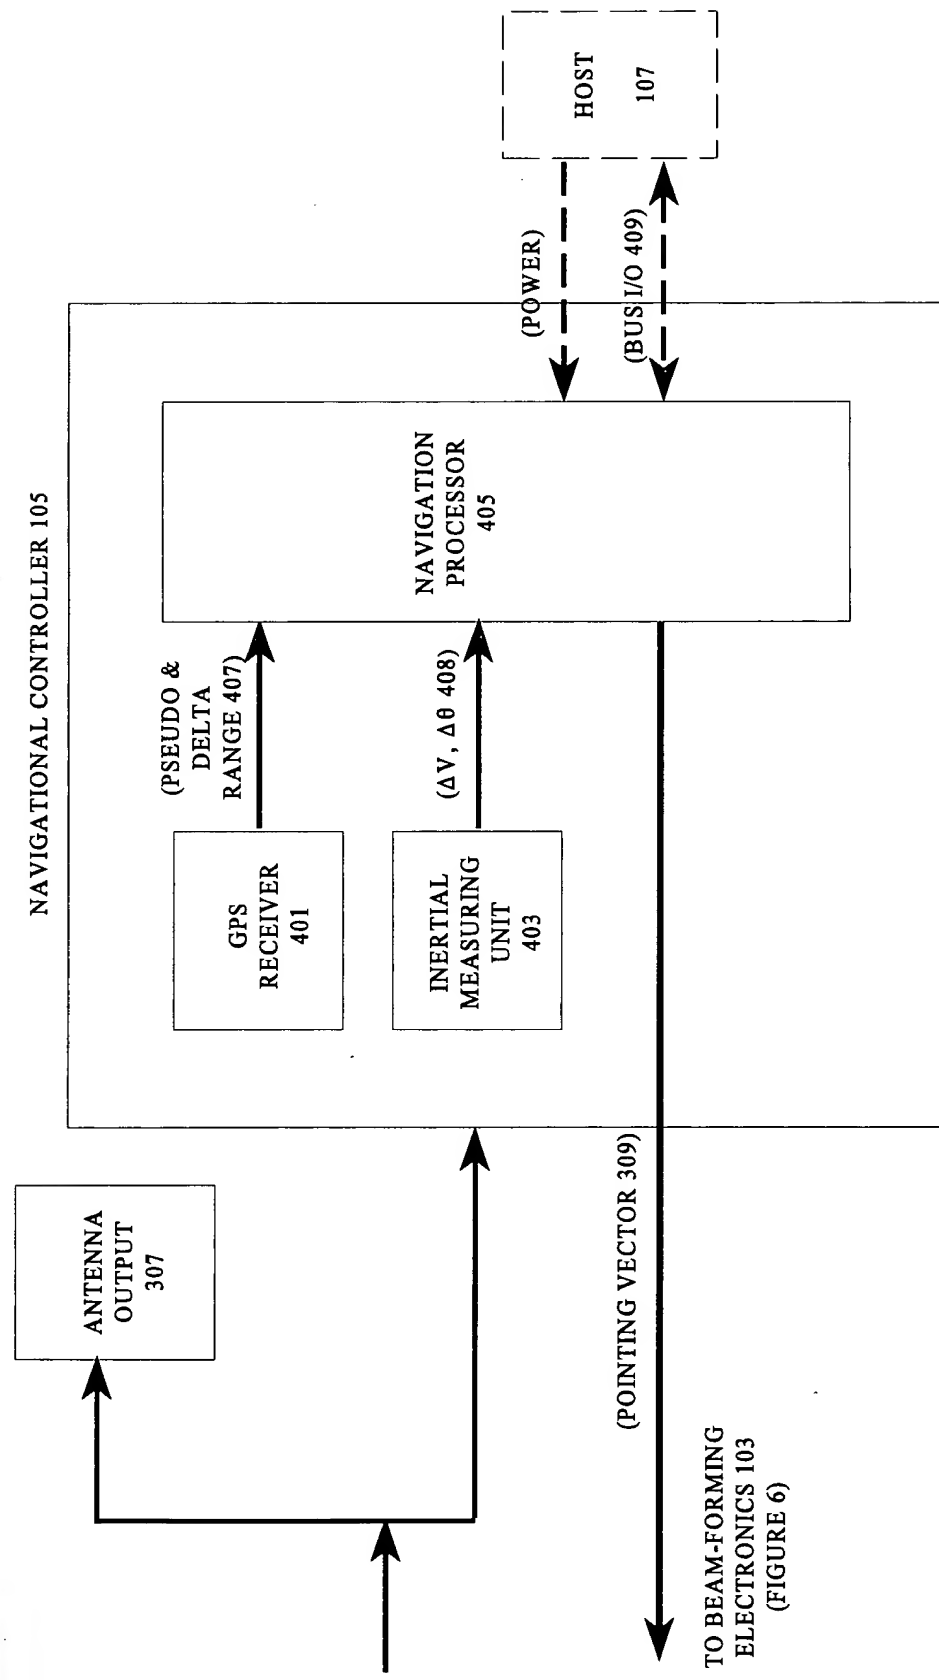 NAVIGATIONAL CONTROLLER 105
ANTENNA
OUTPUT
307
GPS
RECEIVER
401
(PSEUDO &
DELTA
RANGE 407)
INERTIAL
MEASURING
UNIT
403
(ΔV, Δθ 408)
NAVIGATION
PROCESSOR
405
(POWER)
(BUS I/O 409)
HOST
107
(POINTING VECTOR 309)
TO BEAM-FORMING
ELECTRONICS 103
(FIGURE 6)